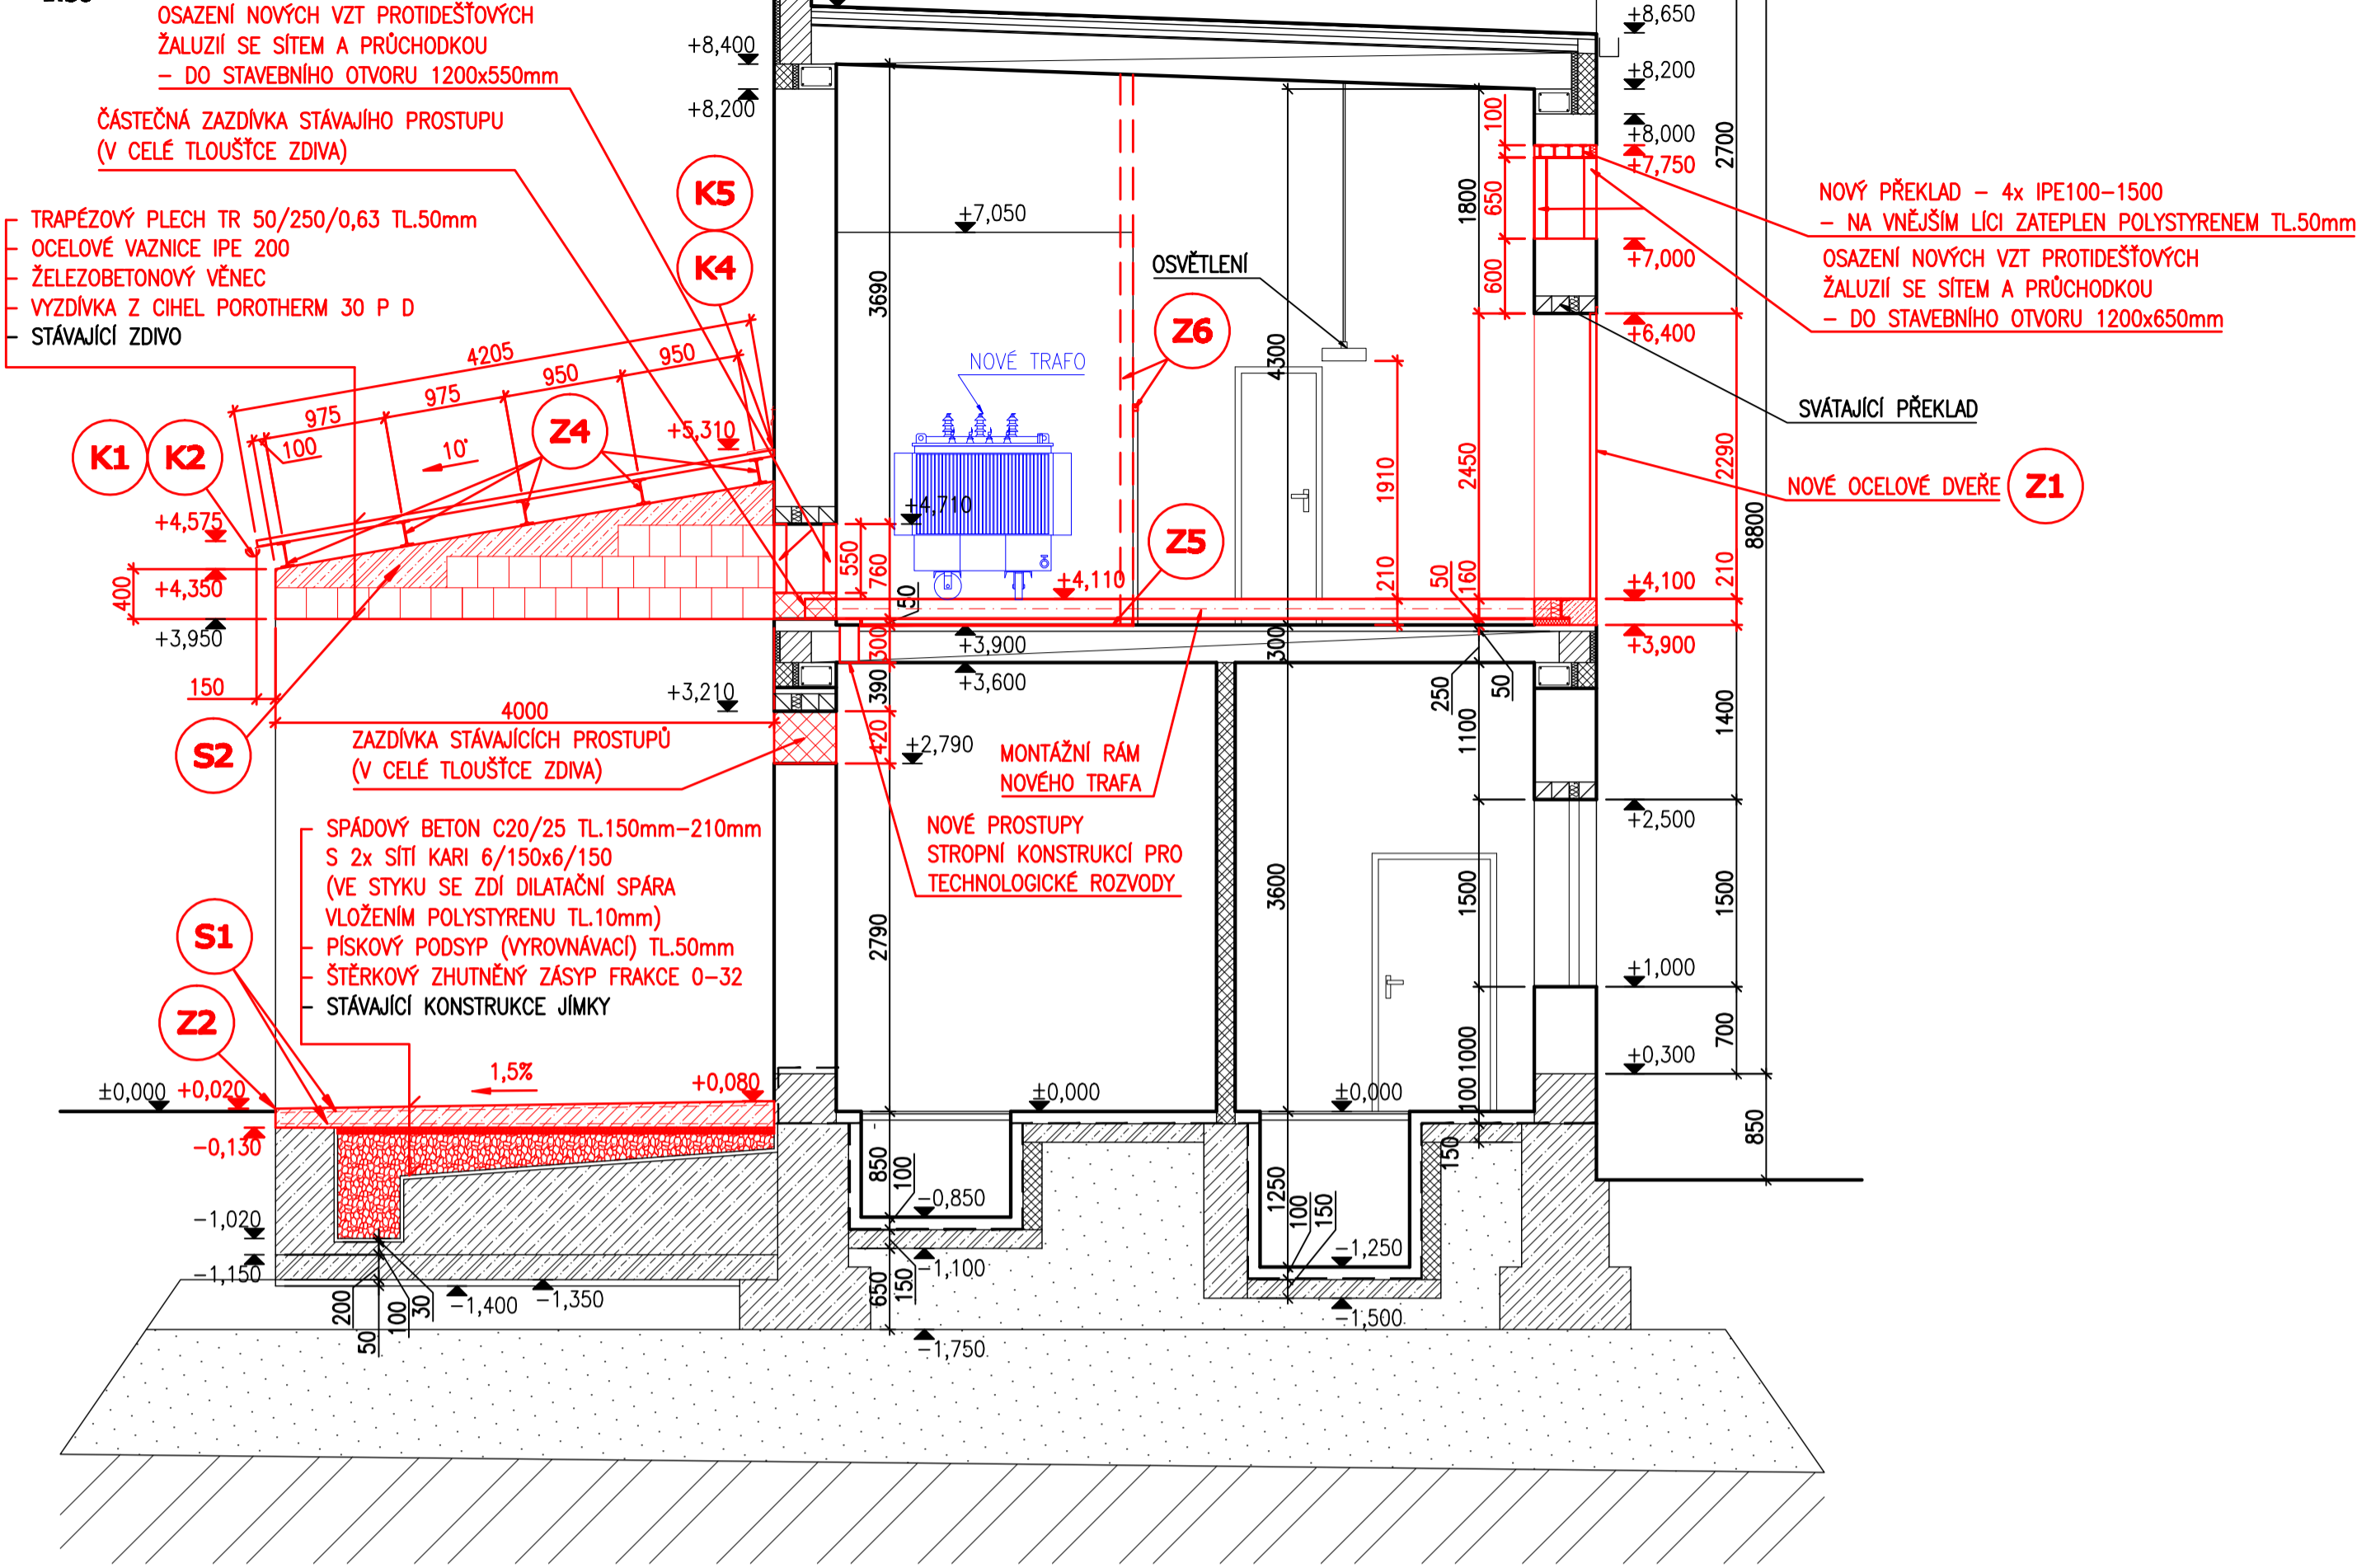 OSAZENÍ NOVÝCH VZT PROTIDEŠŤOVÝCH
ŽALUZIÍ SE SÍTEM A PRŮCHODKOU
- DO STAVEBNÍHO OTVORU 1200x550mm
ČÁSTEČNÁ ZAZDÍVKA STÁVAJÍHO PROSTUPU
(V CELÉ TLOUŠŤCE ZDIVA)
TRAPÉZOVÝ PLECH TR 50/250/0,63 TL.50mm
OCELOVÉ VAZNICE IPE 200
ŽELEZOBETONOVÝ VĚNEC
VYZDÍVKA Z CIHEL POROTHERM 30 P D
STÁVAJÍCÍ ZDIVO
K5
K4
+8,400
+8,200
+8,650
+8,200
+8,000
+7,750
+7,000
+6,400
+4,100
+3,900
+2,500
+1,000
+0,300
NOVÝ PŘEKLAD - 4x IPE100-1500
- NA VNĚJŠÍM LÍCI ZATEPLEN POLYSTYRENEM TL.50mm
OSAZENÍ NOVÝCH VZT PROTIDEŠŤOVÝCH
ŽALUZIÍ SE SÍTEM A PRŮCHODKOU
- DO STAVEBNÍHO OTVORU 1200x650mm
SVÁTAJÍCÍ PŘEKLAD
NOVÉ OCELOVÉ DVEŘE
Z1
2700
8800
2290
210
1400
1500
700
850
100
650
600
1800
2450
160
50
1910
210
250
50
1100
1500
1000
100
150
+7,050
OSVĚTLENÍ
Z6
NOVÉ TRAFO
3690
4300
+4,710
Z5
+4,110
550
760
50
300
390
420
300
+3,900
+3,600
4205
975
975
950
950
100
10°
Z4
+5,310
K1
K2
+4,575
400
+4,350
+3,950
150
4000
+3,210
S2
ZAZDÍVKA STÁVAJÍCÍCH PROSTUPŮ
(V CELÉ TLOUŠŤCE ZDIVA)
+2,790
MONTÁŽNÍ RÁM
NOVÉHO TRAFA
NOVÉ PROSTUPY
STROPNÍ KONSTRUKCÍ PRO
TECHNOLOGICKÉ ROZVODY
2790
3600
SPÁDOVÝ BETON C20/25 TL.150mm-210mm
S 2x SÍTÍ KARI 6/150x6/150
(VE STYKU SE ZDÍ DILATAČNÍ SPÁRA
VLOŽENÍM POLYSTYRENU TL.10mm)
PÍSKOVÝ PODSYP (VYROVNÁVACÍ) TL.50mm
ŠTĚRKOVÝ ZHUTNĚNÝ ZÁSYP FRAKCE 0-32
STÁVAJÍCÍ KONSTRUKCE JÍMKY
S1
Z2
±0,000
+0,020
1,5%
+0,080
±0,000
±0,000
-0,130
-1,020
-1,150
200
50
100
30
-1,400
-1,350
850
100
650
150
-0,850
-1,100
-1,750
1250
100
150
-1,250
-1,500